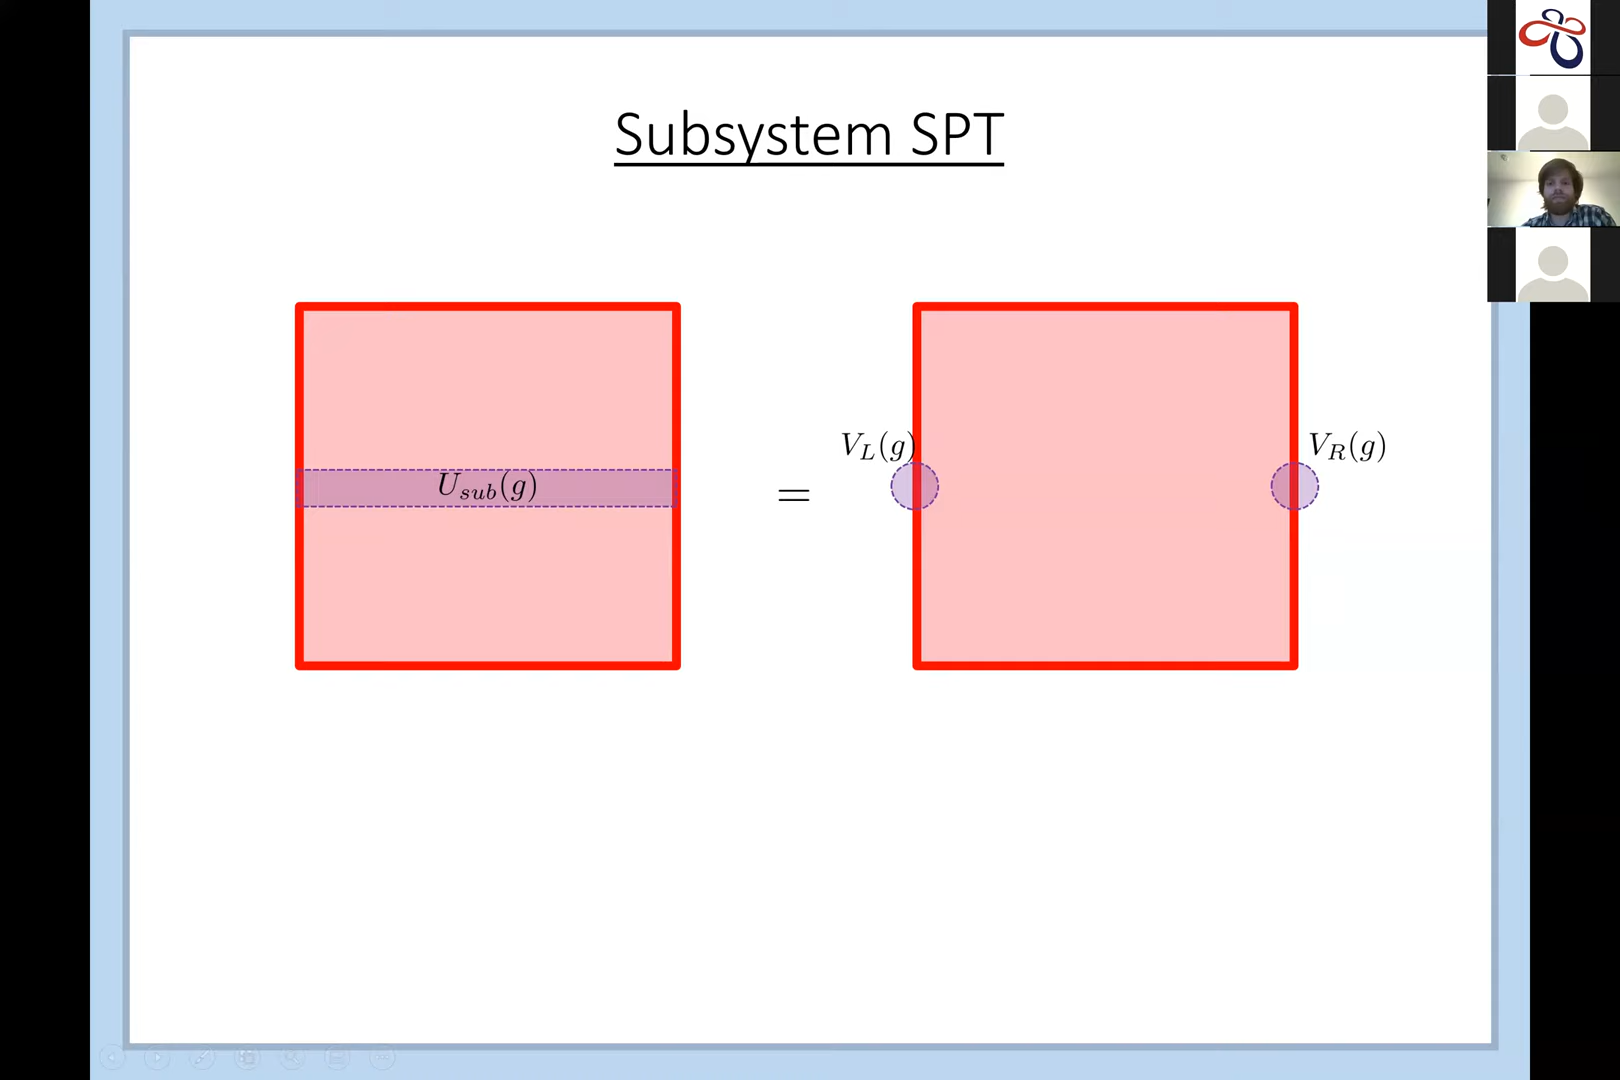 Subsystem SPT
V_L(g) V_R(g)
U_{sub}(g)
=